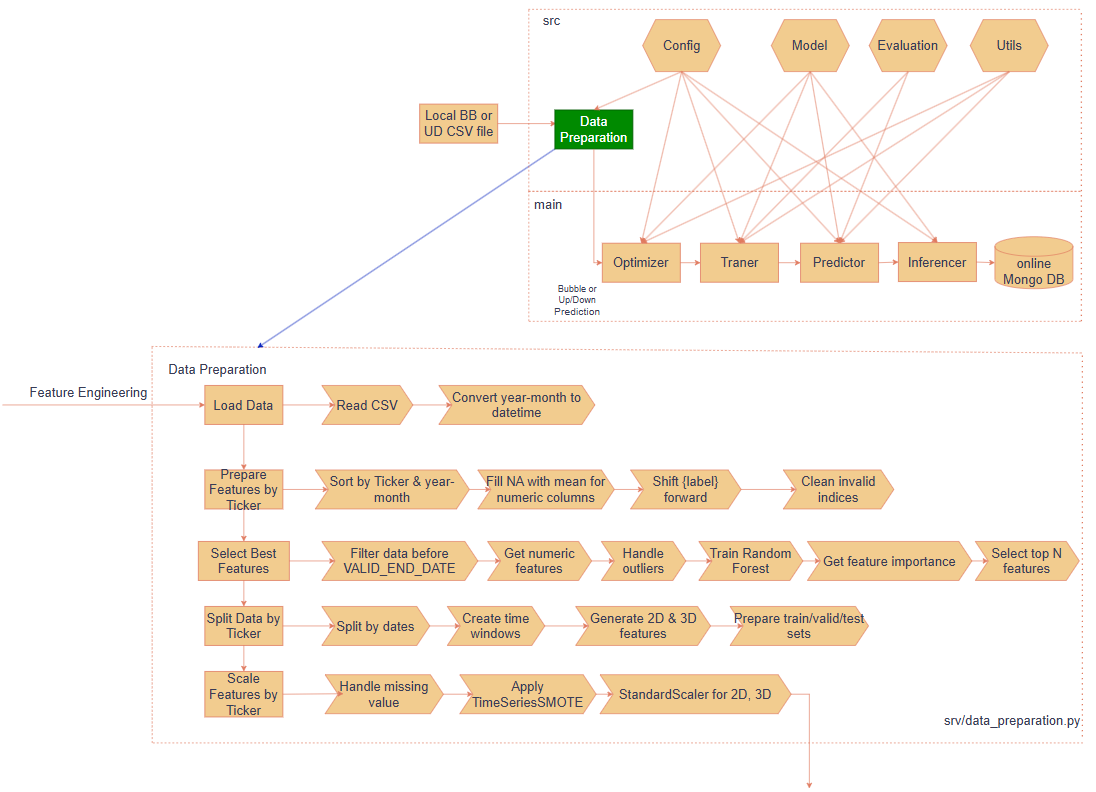 src
Config
Model
Evaluation
Utils
Local BB or
UD CSV file
Data
Preparation
main
Optimizer
Traner
Predictor
Inferencer
online
Mongo DB
Bubble or
Up/Down
Prediction
Data Preparation
Feature Engineering
Load Data
Read CSV
Convert year-month to
datetime
Prepare
Features by
Ticker
Sort by Ticker & year-
month
Fill NA with mean for
numeric columns
Shift {label}
forward
Clean invalid
indices
Select Best
Features
Filter data before
VALID_END_DATE
Get numeric
features
Handle
outliers
Train Random
Forest
Get feature importance
Select top N
features
Split Data by
Ticker
Split by dates
Create time
windows
Generate 2D & 3D
features
Prepare train/valid/test
sets
Scale
Features by
Ticker
Handle missing
value
Apply
TimeSeriesSMOTE
StandardScaler for 2D, 3D
srv/data_preparation.py